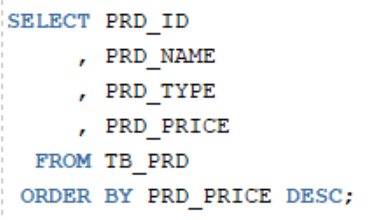 SELECT PRD_ID
, PRD_NAME
, PRD_TYPE
, PRD_PRICE
FROM TB_PRD
ORDER BY PRD_PRICE DESC;